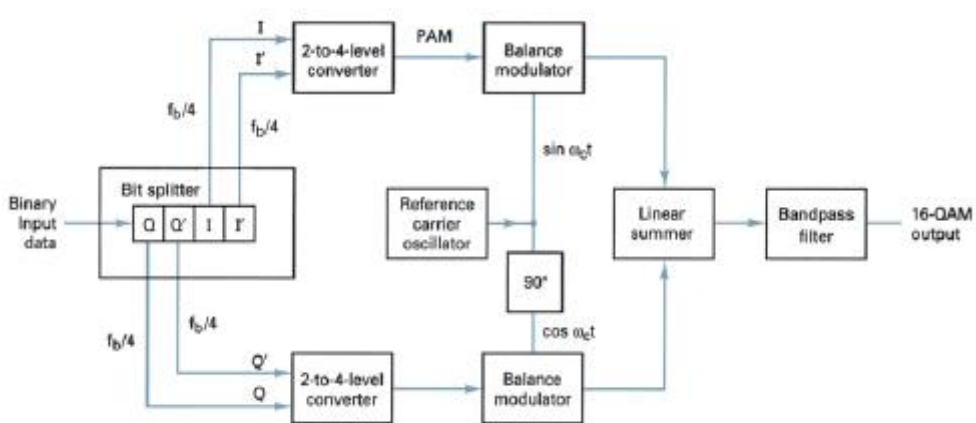 I
I'
2-to-4-level
converter
PAM
Balance
modulator
f_b/4
f_b/4
sin ω_ct
Bit splitter
Binary
Input
data
Q Q' I I'
Reference
carrier
oscillator
Linear
summer
Bandpass
filter
16-QAM
output
90°
f_b/4
f_b/4
cos ω_ct
Q'
Q
2-to-4-level
converter
Balance
modulator